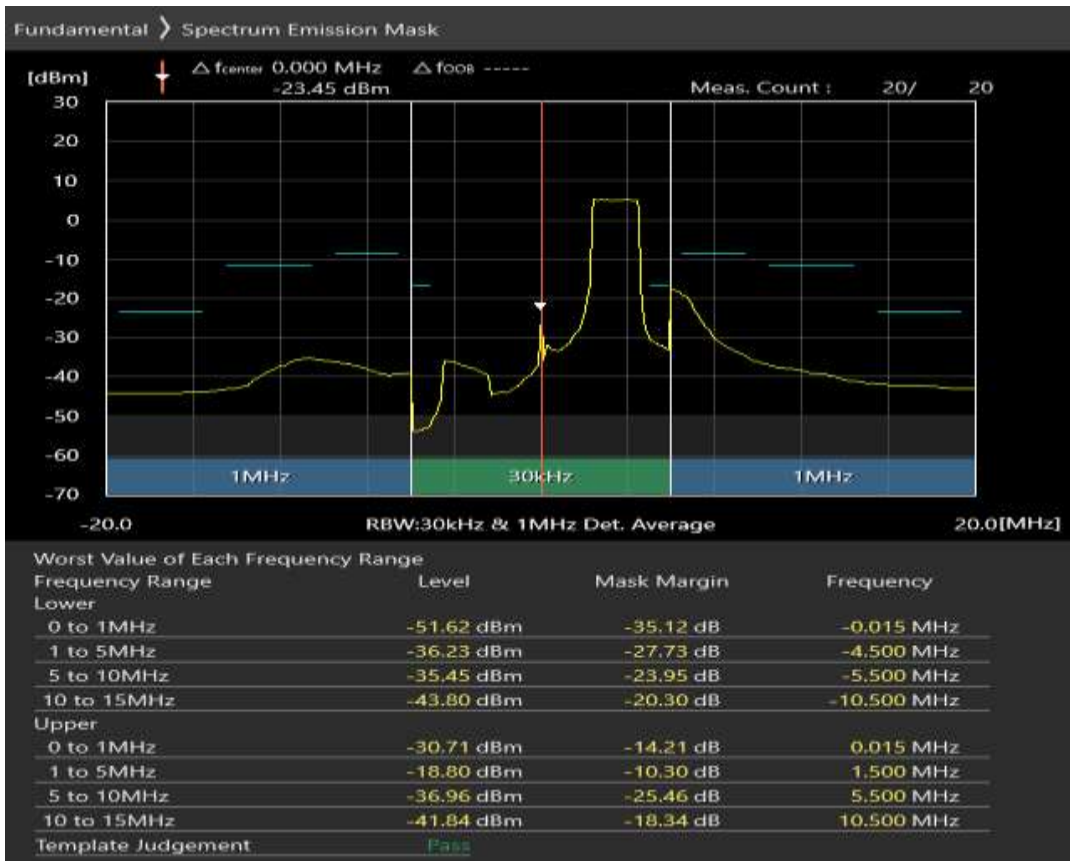 Fundamental 〉 Spectrum Emission Mask
[dBm] △ fcenter 0.000 MHz △ fOOB -----
-23.45 dBm Meas. Count : 20/ 20
30
20
10
0
-10
-20
-30
-40
-50
-60
-70
1MHz 30kHz 1MHz
-20.0 RBW:30kHz & 1MHz Det. Average 20.0[MHz]
Worst Value of Each Frequency Range
Frequency Range Level Mask Margin Frequency
Lower
0 to 1MHz -51.62 dBm -35.12 dB -0.015 MHz
1 to 5MHz -36.23 dBm -27.73 dB -4.500 MHz
5 to 10MHz -35.45 dBm -23.95 dB -5.500 MHz
10 to 15MHz -43.80 dBm -20.30 dB -10.500 MHz
Upper
0 to 1MHz -30.71 dBm -14.21 dB 0.015 MHz
1 to 5MHz -18.80 dBm -10.30 dB 1.500 MHz
5 to 10MHz -36.96 dBm -25.46 dB 5.500 MHz
10 to 15MHz -41.84 dBm -18.34 dB 10.500 MHz
Template Judgement Pass